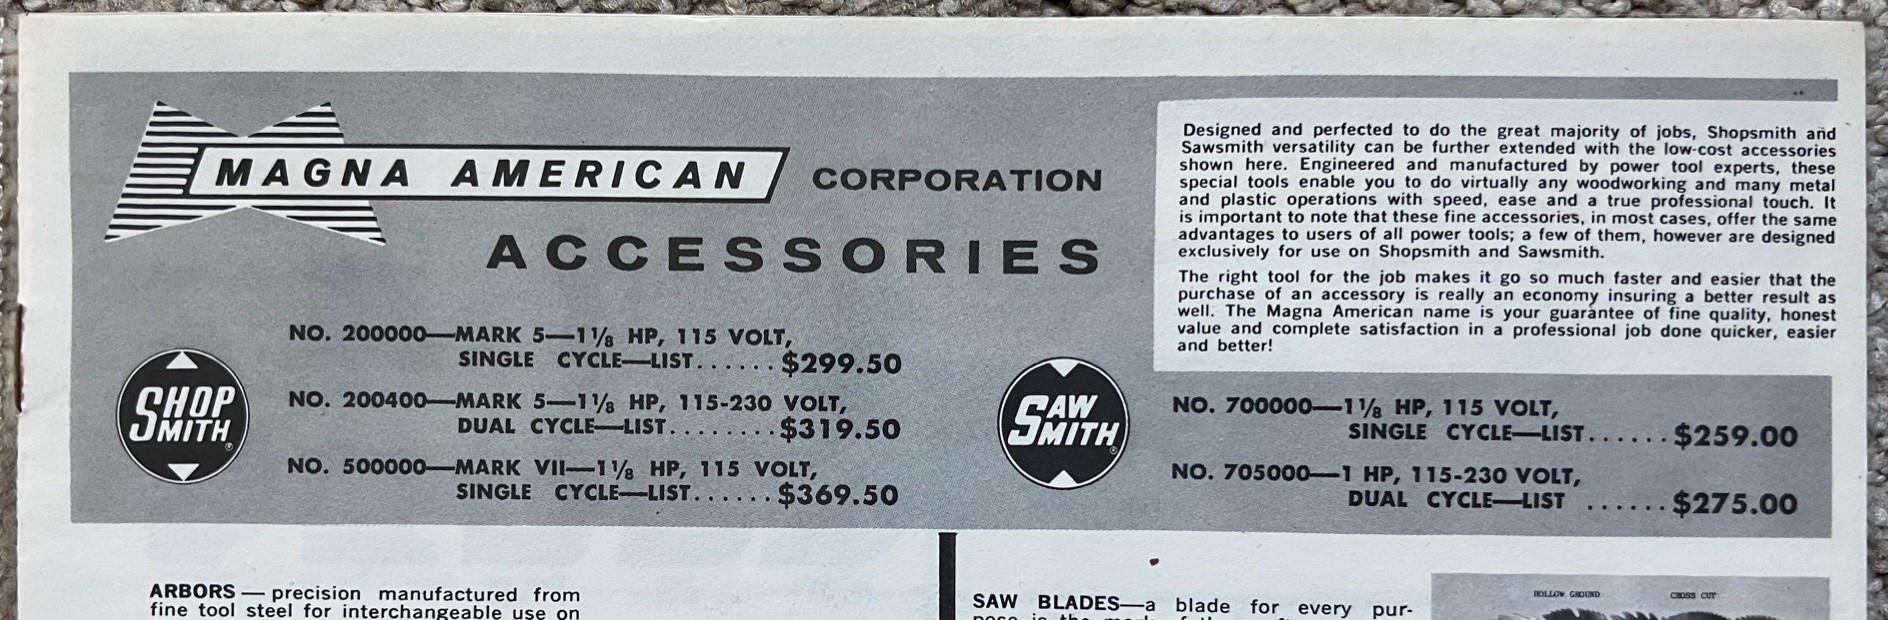 MAGNA AMERICAN CORPORATION
ACCESSORIES
Designed and perfected to do the great majority of jobs, Shopsmith and
Sawsmith versatility can be further extended with the low-cost accessories
shown here. Engineered and manufactured by power tool experts, these
special tools enable you to do virtually any woodworking and many metal
and plastic operations with speed, ease and a true professional touch. It
is important to note that these fine accessories, in most cases, offer the same
advantages to users of all power tools; a few of them, however are designed
exclusively for use on Shopsmith and Sawsmith.
The right tool for the job makes it go so much faster and easier that the
purchase of an accessory is really an economy insuring a better result as
well. The Magna American name is your guarantee of fine quality, honest
value and complete satisfaction in a professional job done quicker, easier
and better!
SHOP
SMITH®
NO. 200000—MARK 5—1⅛ HP, 115 VOLT,
SINGLE CYCLE—LIST......$299.50
NO. 200400—MARK 5—1⅛ HP, 115-230 VOLT,
DUAL CYCLE—LIST........$319.50
NO. 500000—MARK VII—1⅛ HP, 115 VOLT,
SINGLE CYCLE—LIST......$369.50
SAW
SMITH®
NO. 700000—1⅛ HP, 115 VOLT,
SINGLE CYCLE—LIST......$259.00
NO. 705000—1 HP, 115-230 VOLT,
DUAL CYCLE—LIST ......$275.00
ARBORS — precision manufactured from
fine tool steel for interchangeable use on
SAW BLADES—a blade for every pur-
HOLLOW GROUND
CROSS CUT